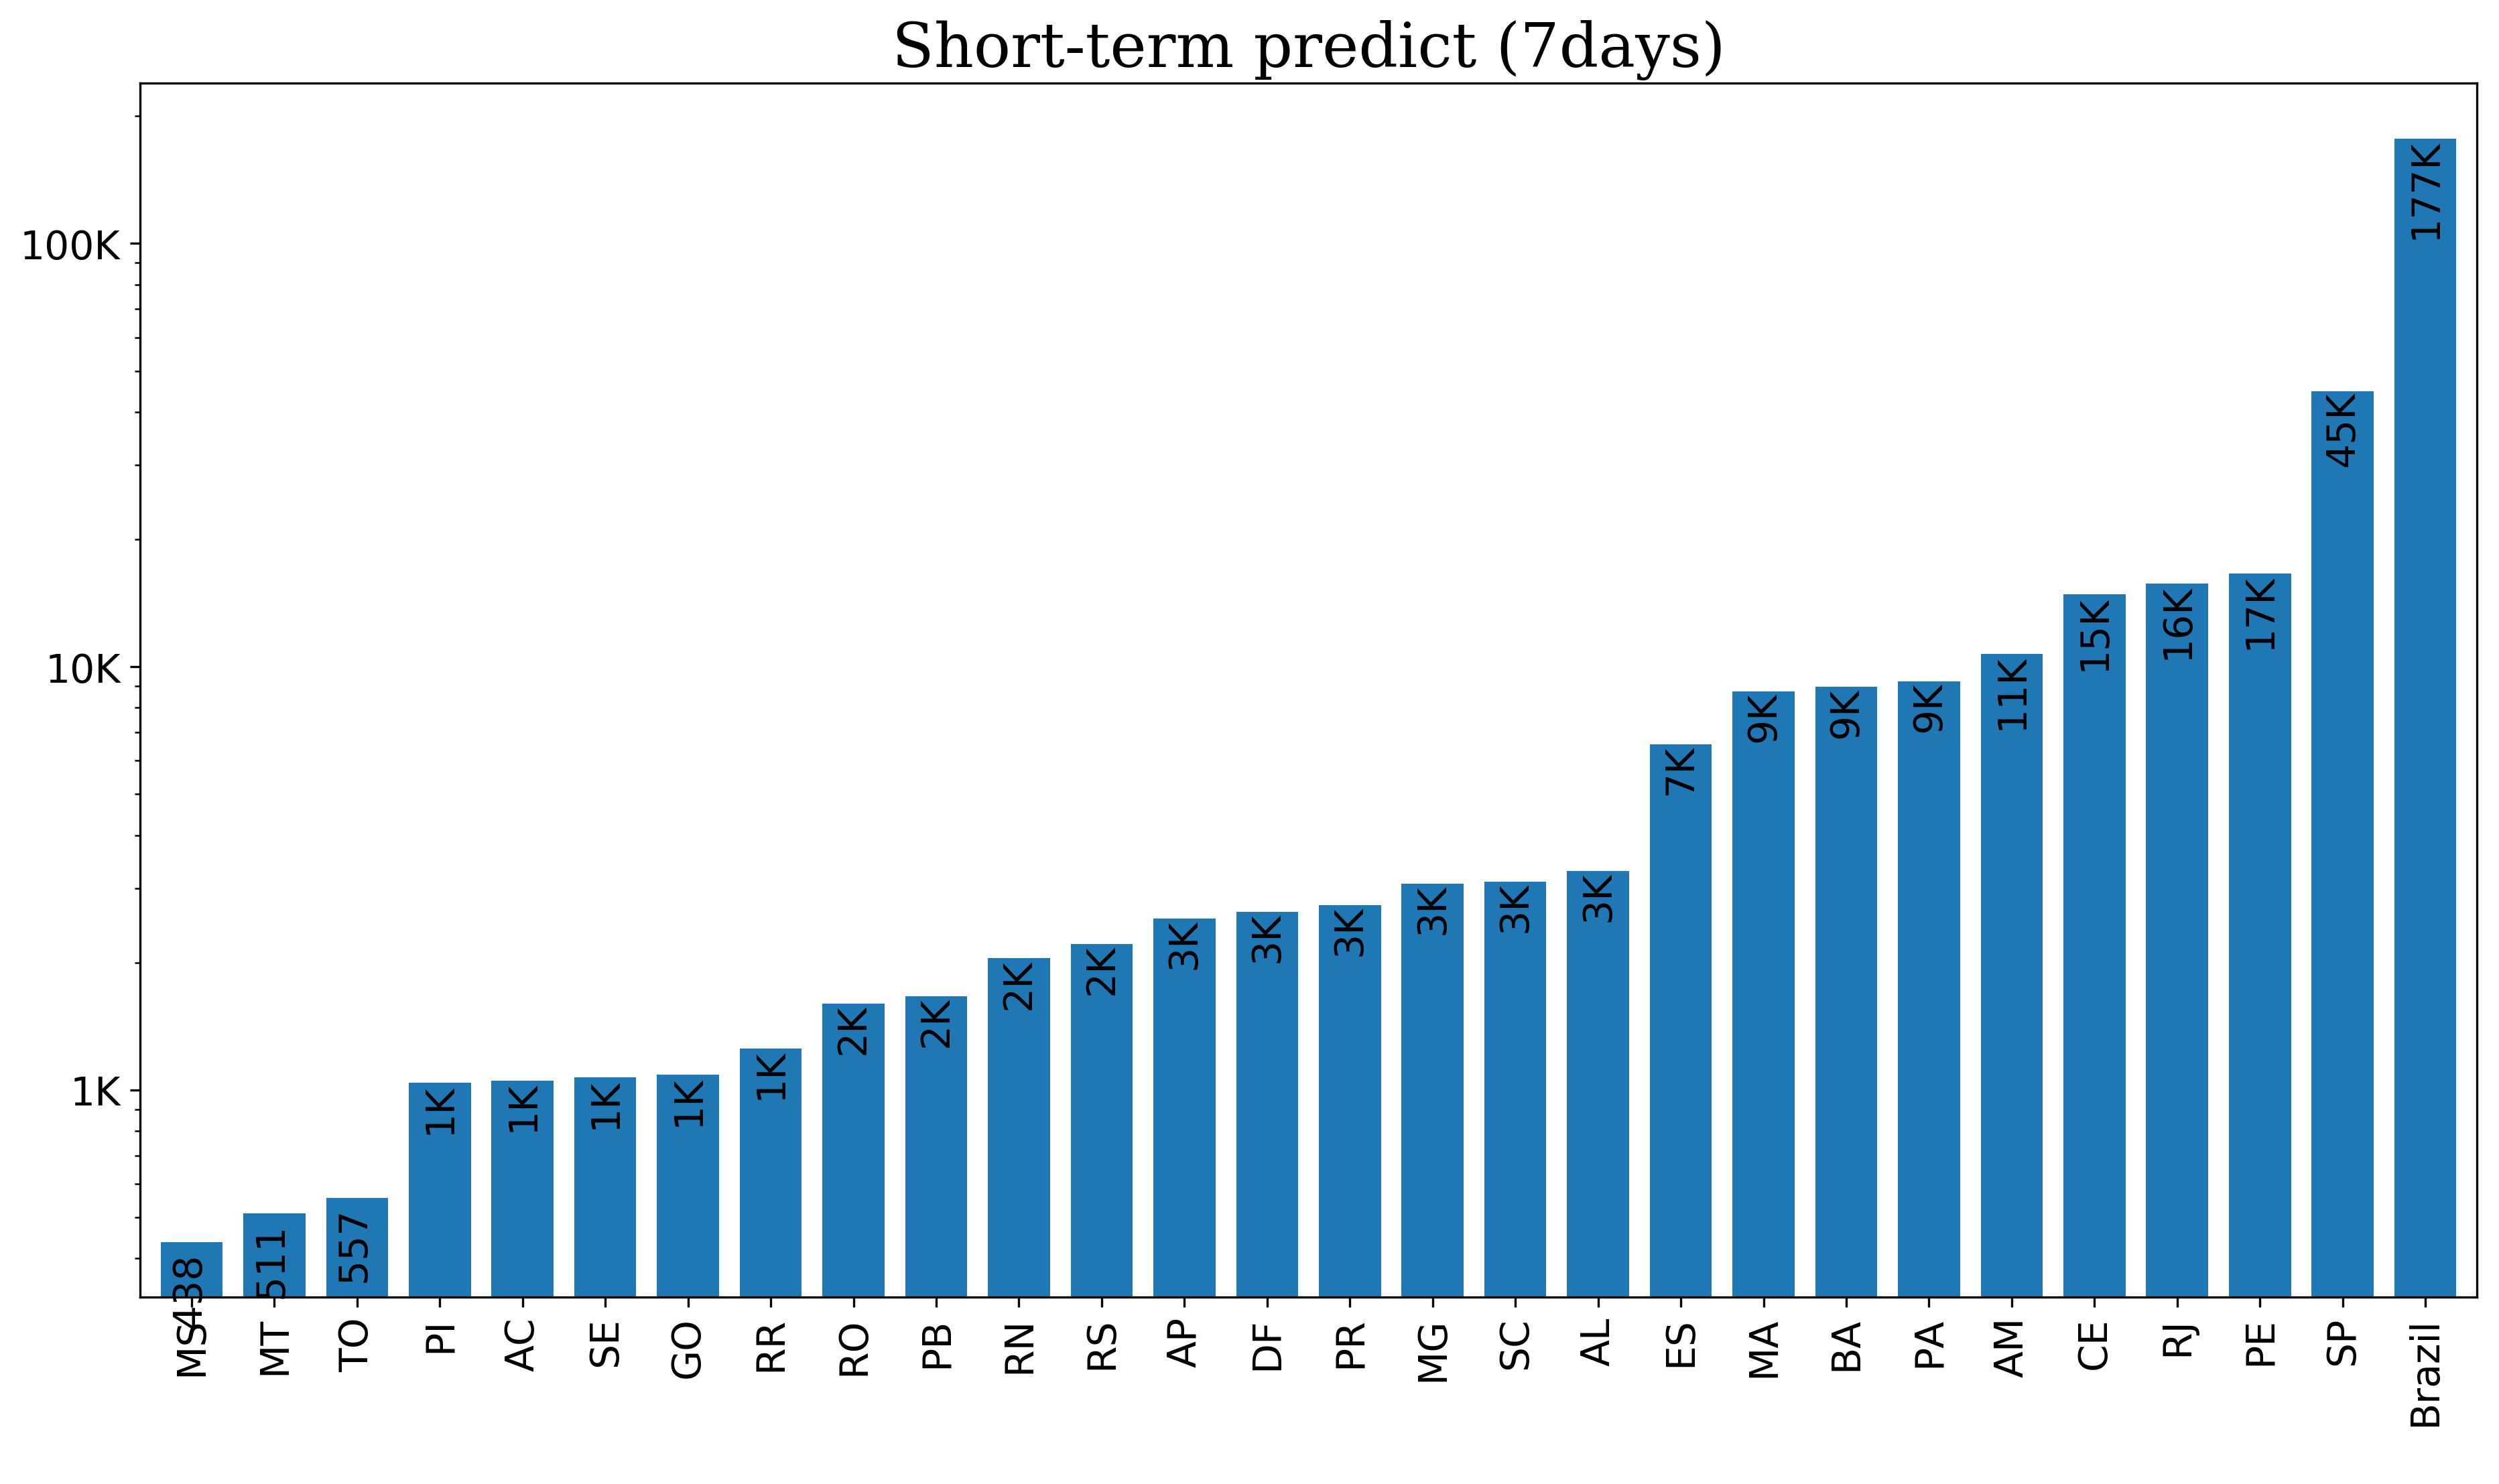 Short-term predict (7days)
100K
10K
1K
438
511
557
1K
1K
1K
1K
1K
2K
2K
2K
2K
3K
3K
3K
3K
3K
3K
7K
9K
9K
9K
11K
15K
16K
17K
45K
177K
MS
MT
TO
PI
AC
SE
GO
RR
RO
PB
RN
RS
AP
DF
PR
MG
SC
AL
ES
MA
BA
PA
AM
CE
RJ
PE
SP
Brazil